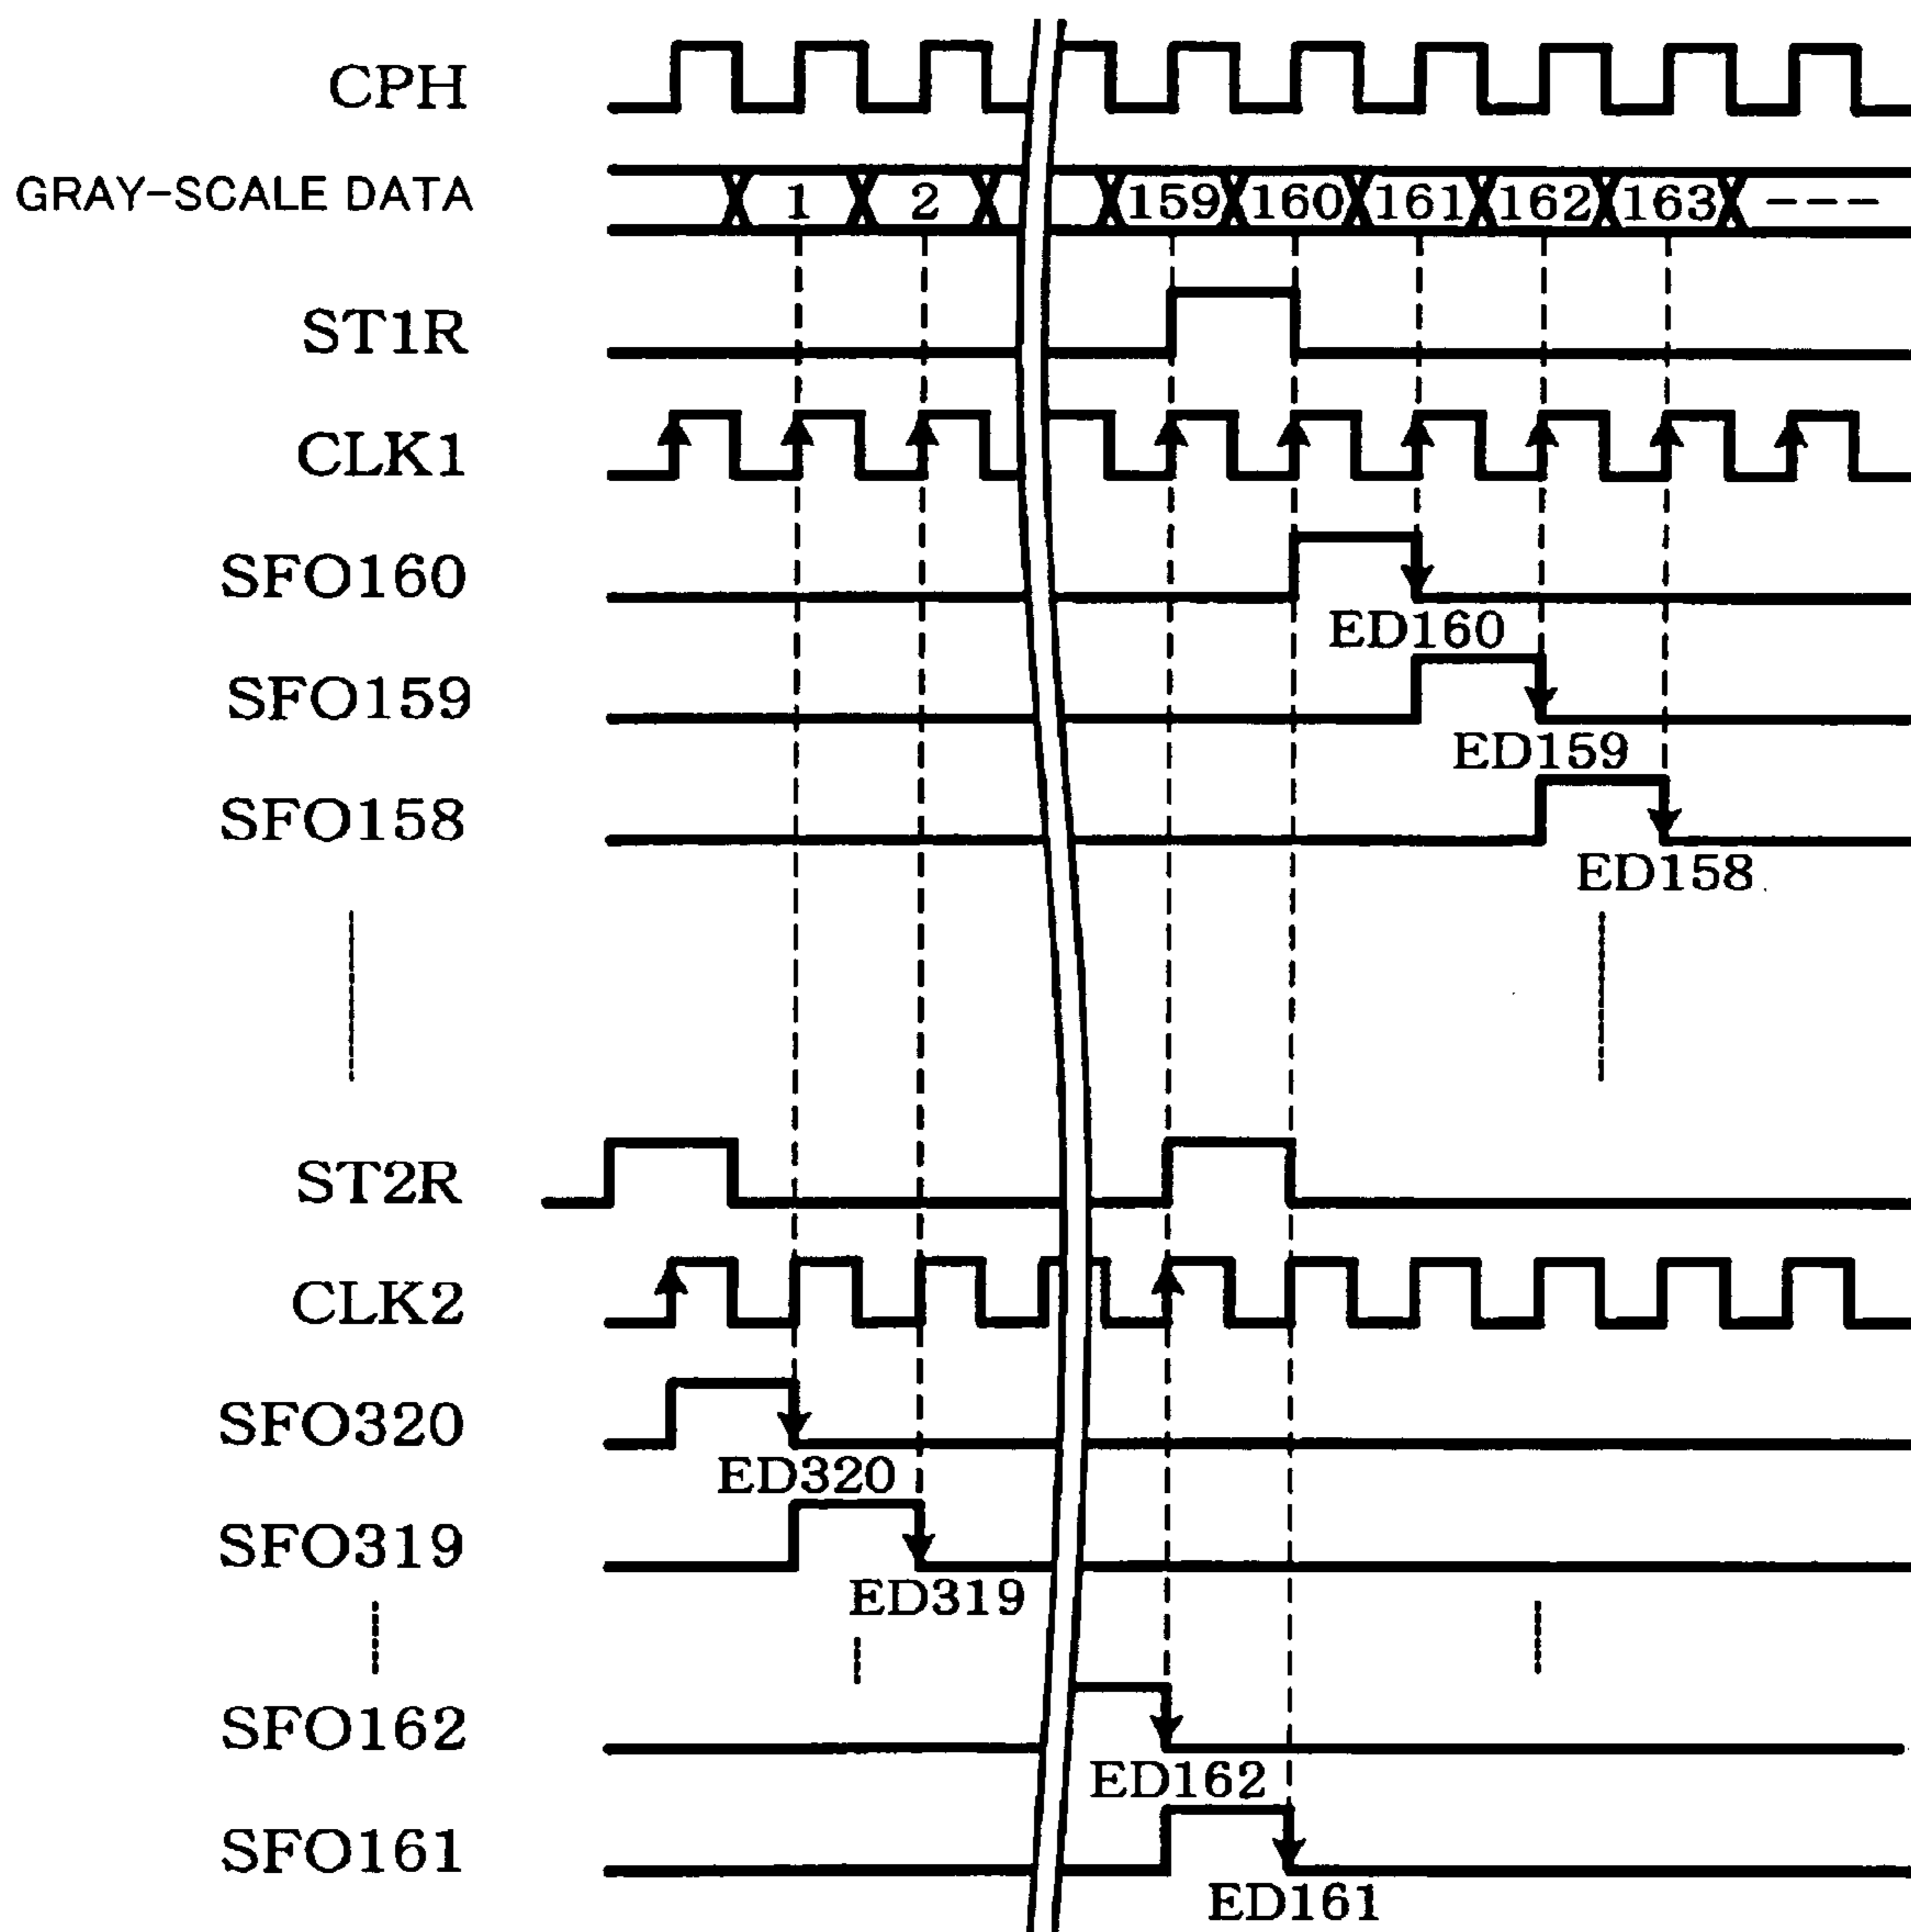 CPH
GRAY-SCALE DATA 1 2 159 160 161 162 163
ST1R
CLK1
SFO160
ED160
SFO159
ED159
SFO158
ED158
ST2R
CLK2
SFO320
ED320
SFO319
ED319
SFO162
ED162
SFO161
ED161